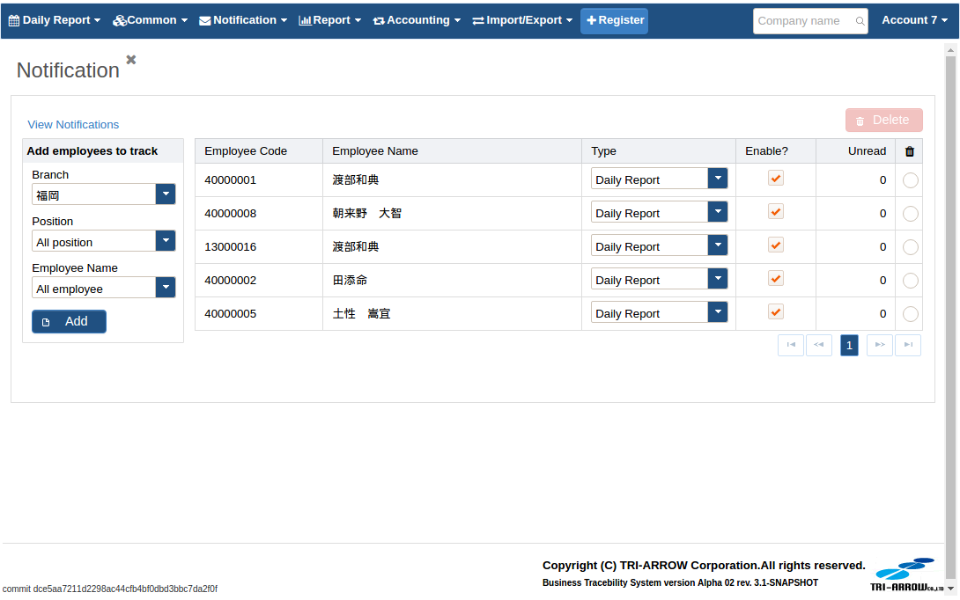 Daily Report Common Notification Report Accounting Import/Export Register Company name Account 7
Notification
View Notifications
Delete
Add employees to track
Employee Code Employee Name Type Enable? Unread
Branch
福岡
Position
All position
Employee Name
All employee
Add
40000001 渡部和典 Daily Report 0
40000008 朝来野 大智 Daily Report 0
13000016 渡部和典 Daily Report 0
40000002 田添命 Daily Report 0
40000005 土性 嵩宜 Daily Report 0
1
Copyright (C) TRI-ARROW Corporation.All rights reserved.
Business Tracebility System version Alpha 02 rev. 3.1-SNAPSHOT
TRI-ARROW
commit dce5aa7211d2298ac44cfb4bf0dbd3bbc7da2f0f